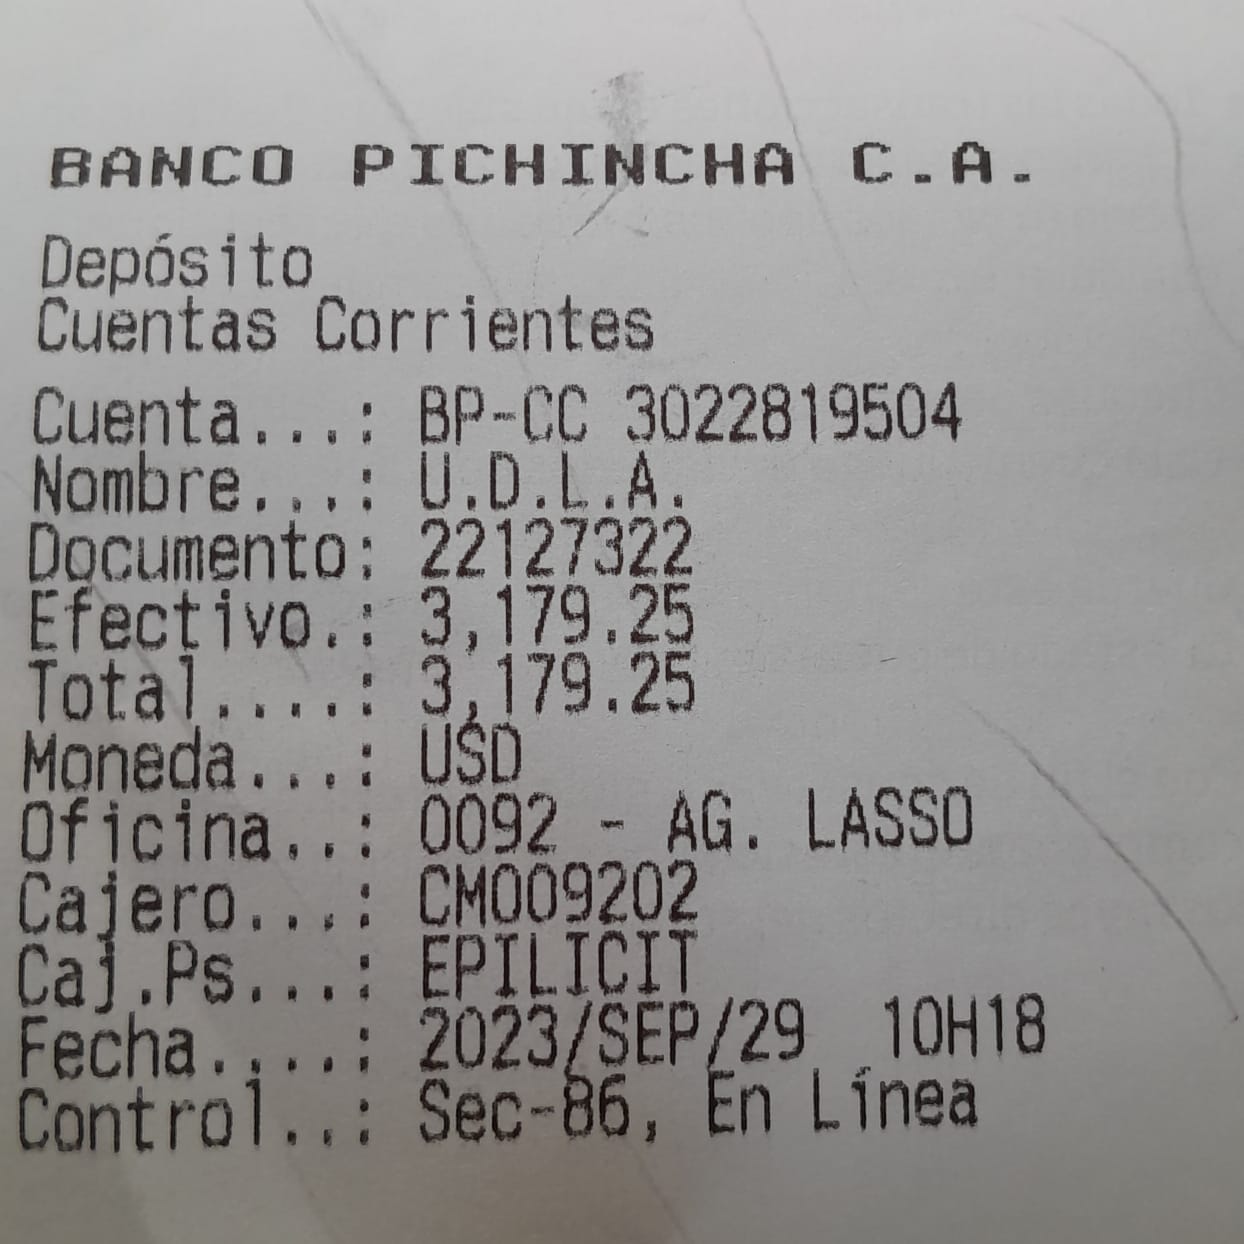 BANCO PICHINCHA C.A.
Depósito
Cuentas Corrientes
Cuenta...: BP-CC 3022819504
Nombre...: U.D.L.A.
Documento: 22127322
Efectivo.: 3,179.25
Total....: 3,179.25
Moneda...: USD
Oficina..: 0092 - AG. LASSO
Cajero...: CM009202
Caj.Ps...: EPILICIT
Fecha....: 2023/SEP/29  10H18
Control..: Sec-86, En Línea